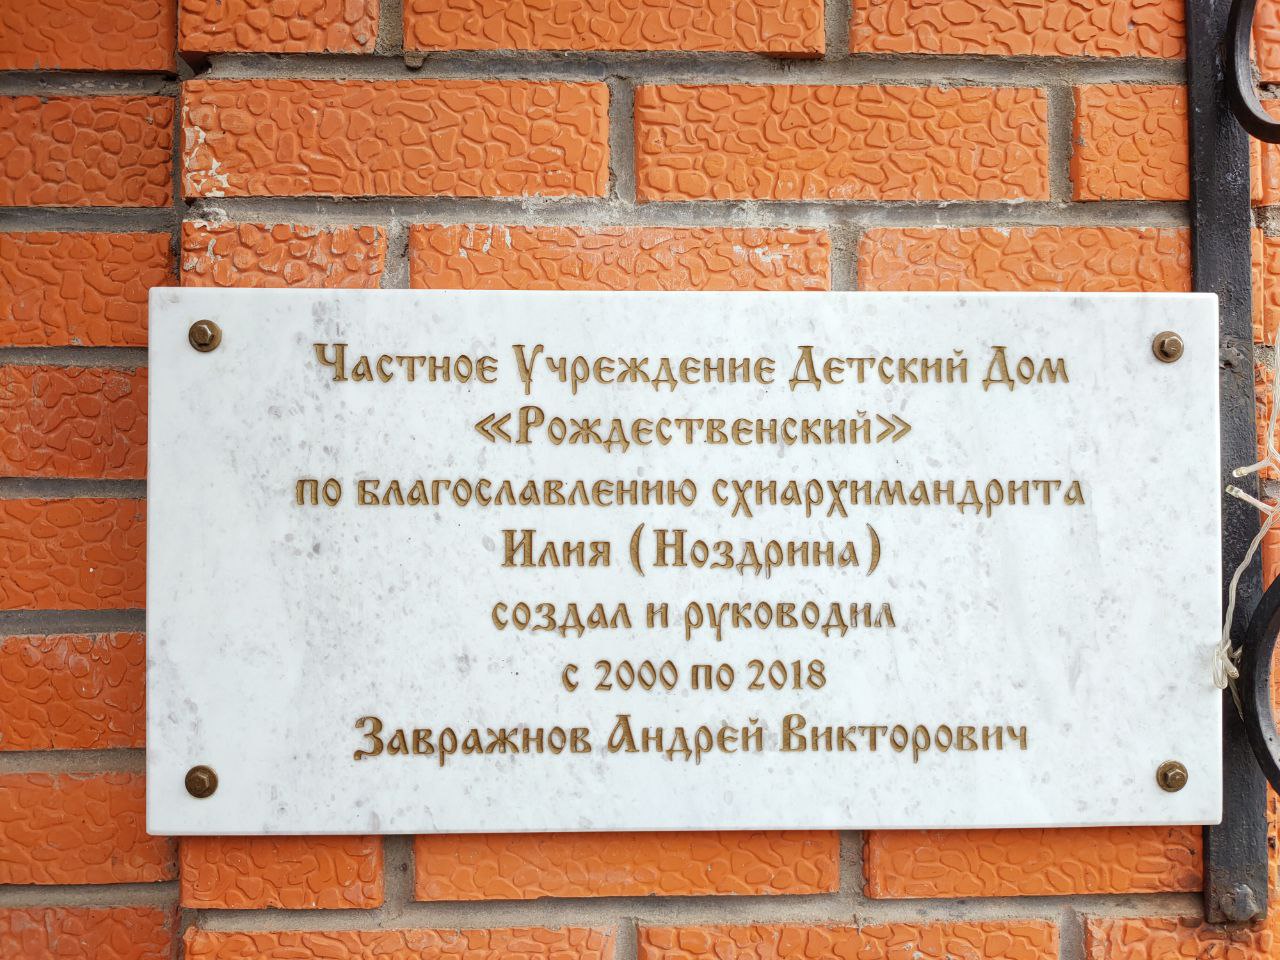 Частное Учреждение Детский Дом
«Рождественский»
по благославлению схиархимандрита
Илия (Ноздрина)
создал и руководил
с 2000 по 2018
Завражнов Андрей Викторович